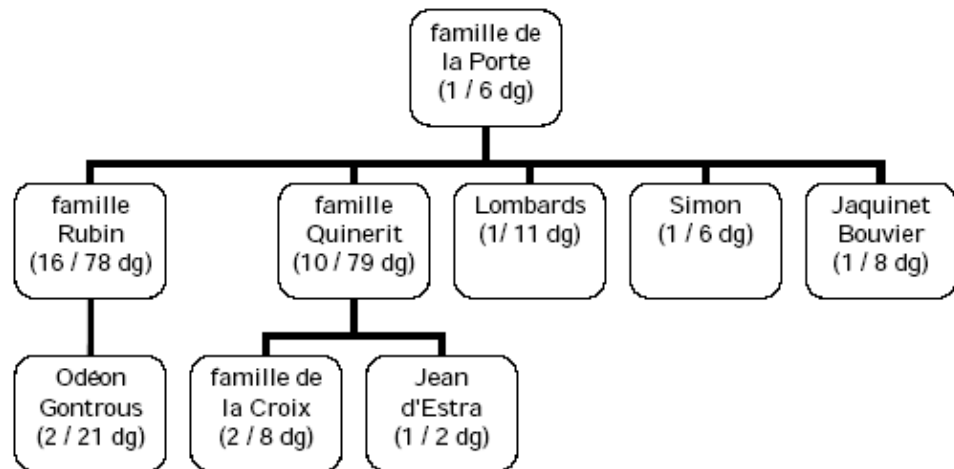 famille de
la Porte
(1 / 6 dg)
famille
Rubin
(16 / 78 dg)
famille
Quinerit
(10 / 79 dg)
Lombards
(1/ 11 dg)
Simon
(1 / 6 dg)
Jaquinet
Bouvier
(1 / 8 dg)
Odéon
Gontrous
(2 / 21 dg)
famille de
la Croix
(2 / 8 dg)
Jean
d'Estra
(1 / 2 dg)